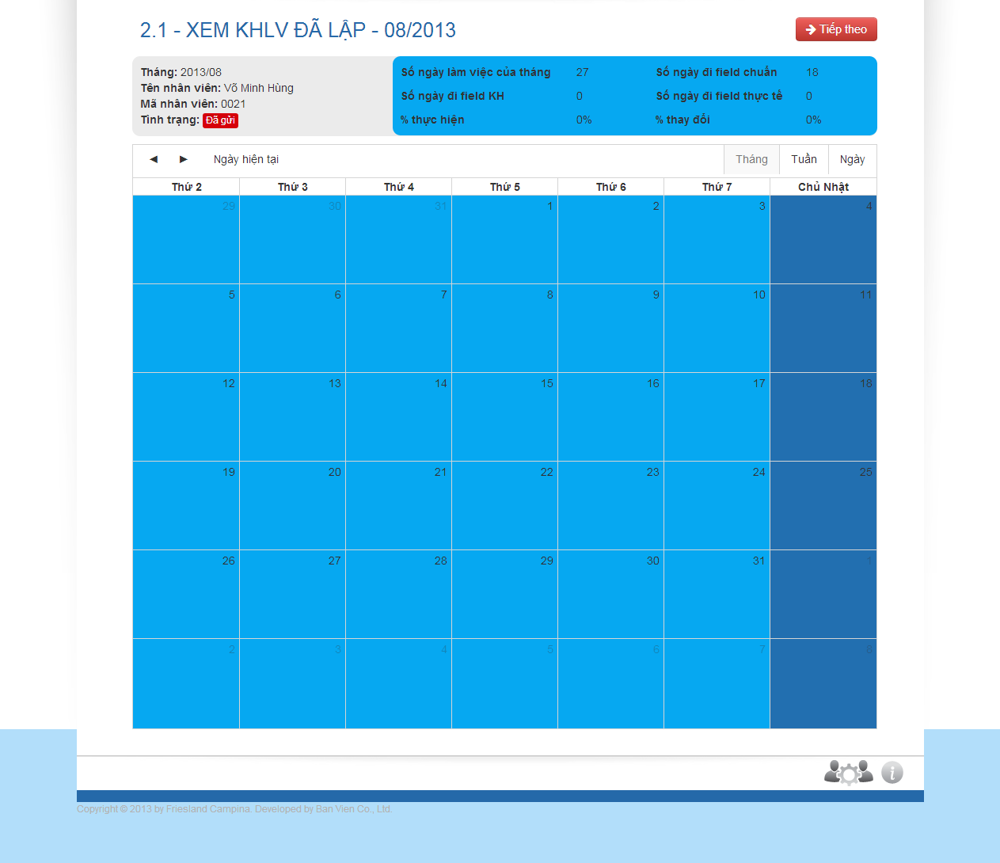 2.1 - XEM KHLV ĐÃ LẬP - 08/2013
Tiếp theo
Tháng: 2013/08
Tên nhân viên: Võ Minh Hùng
Mã nhân viên: 0021
Tình trạng: Đã gửi
Số ngày làm việc của tháng 27 Số ngày đi field chuẩn 18
Số ngày đi field KH 0 Số ngày đi field thực tế 0
% thực hiện 0% % thay đổi 0%
◄ ► Ngày hiện tại Tháng Tuần Ngày
Thứ 2 Thứ 3 Thứ 4 Thứ 5 Thứ 6 Thứ 7 Chủ Nhật
29 30 31 1 2 3 4
5 6 7 8 9 10 11
12 13 14 15 16 17 18
19 20 21 22 23 24 25
26 27 28 29 30 31 1
2 3 4 5 6 7 8
Copyright © 2013 by Friesland Campina. Developed by Ban Vien Co., Ltd.